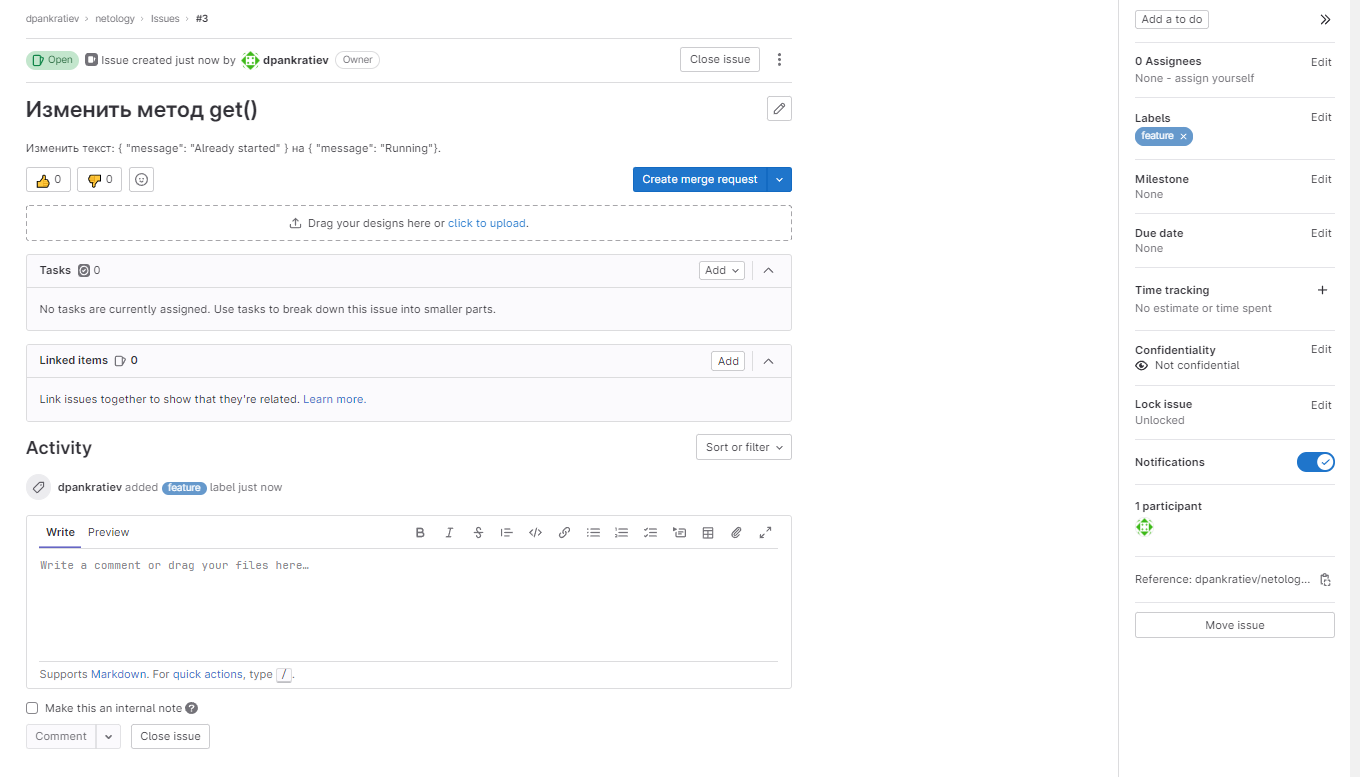 dpankratiev › netology › Issues › #3
Open Issue created just now by dpankratiev Owner Close issue
Изменить метод get()
Изменить текст: { "message": "Already started" } на { "message": "Running"}.
0 0 Create merge request
Drag your designs here or click to upload.
Tasks 0 Add
No tasks are currently assigned. Use tasks to break down this issue into smaller parts.
Linked items 0 Add
Link issues together to show that they're related. Learn more.
Activity Sort or filter
dpankratiev added feature label just now
Write Preview
Write a comment or drag your files here…
Supports Markdown. For quick actions, type /.
Make this an internal note ?
Comment Close issue
Add a to do
0 Assignees Edit
None - assign yourself
Labels Edit
feature ×
Milestone Edit
None
Due date Edit
None
Time tracking +
No estimate or time spent
Confidentiality Edit
Not confidential
Lock issue Edit
Unlocked
Notifications
1 participant
Reference: dpankratiev/netolog...
Move issue